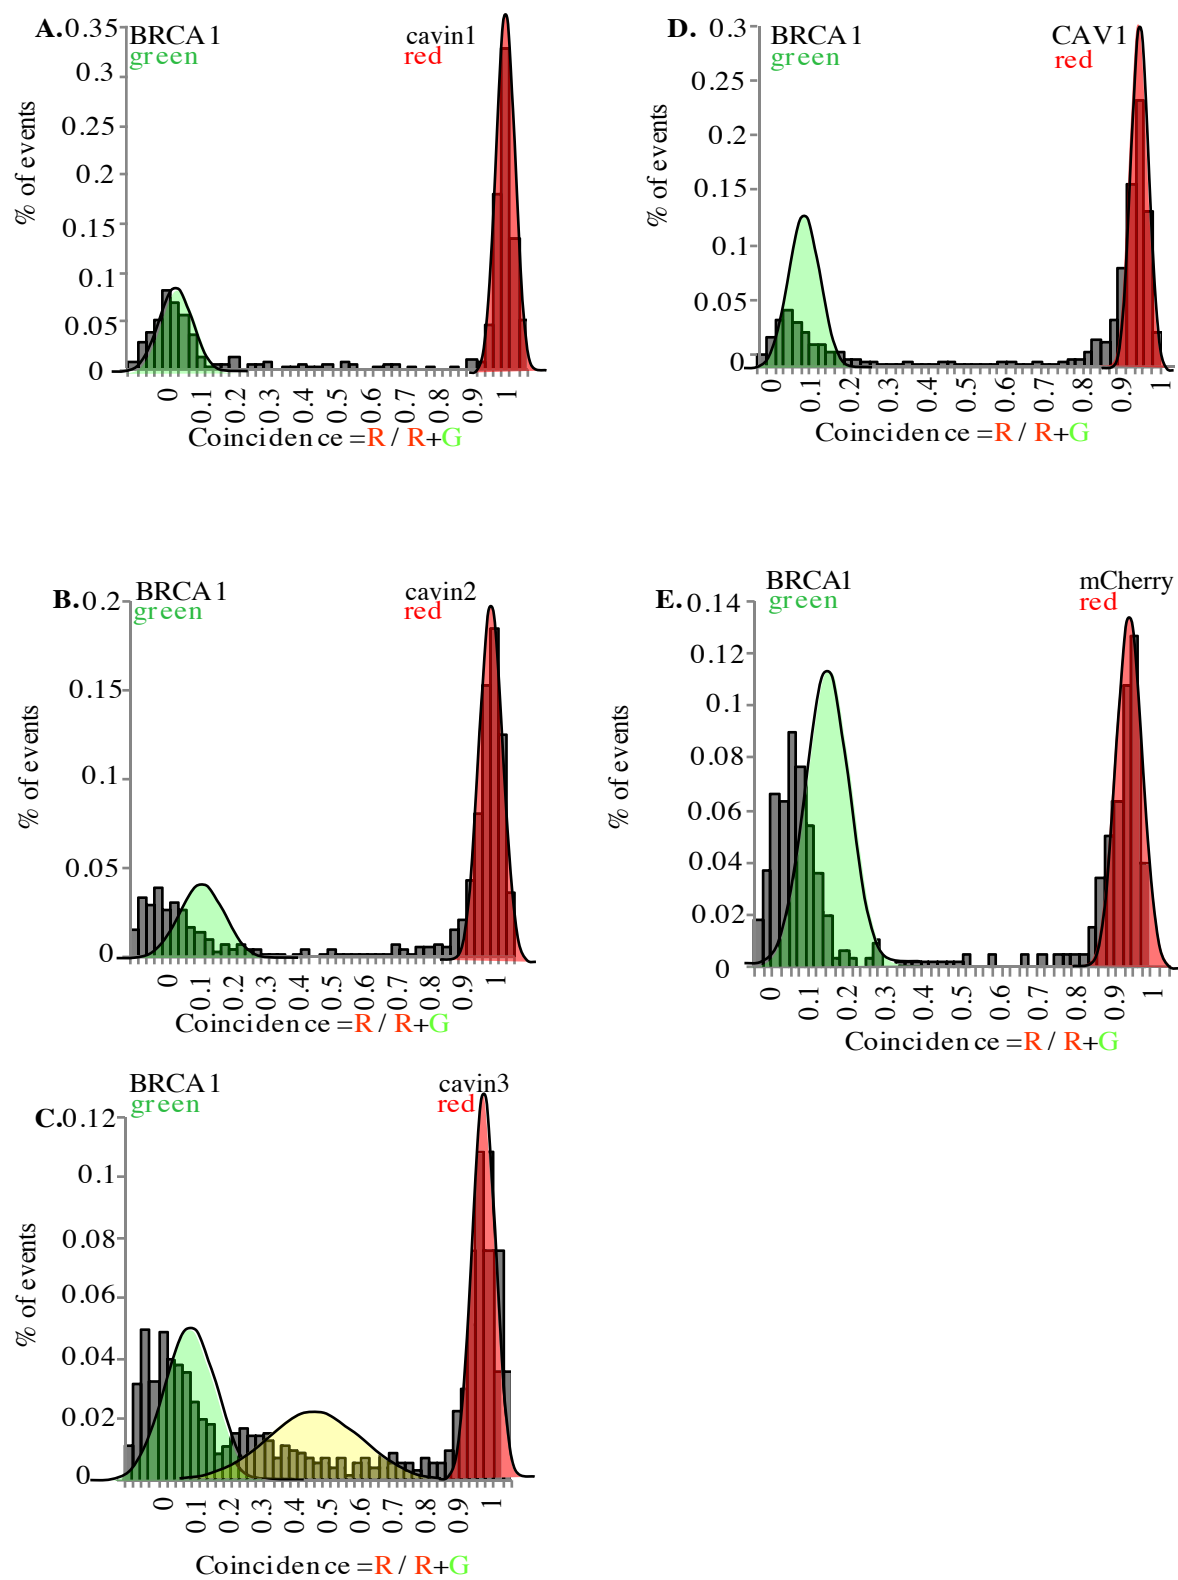 A.
BRCA1
green
cavin1
red
0.35
0.3
0.25
0.2
0.15
0.1
0.05
0
% of events
0 0.1 0.2 0.3 0.4 0.5 0.6 0.7 0.8 0.9 1
Coincidence =R / R+G
D.
BRCA1
green
CAV1
red
0.3
0.25
0.2
0.15
0.1
0.05
0
% of events
0 0.1 0.2 0.3 0.4 0.5 0.6 0.7 0.8 0.9 1
Coincidence =R / R+G
B.
BRCA1
green
cavin2
red
0.2
0.15
0.1
0.05
0
% of events
0 0.1 0.2 0.3 0.4 0.5 0.6 0.7 0.8 0.9 1
Coincidence =R / R+G
E.
BRCA1
green
mCherry
red
0.14
0.12
0.1
0.08
0.06
0.04
0.02
0
% of events
0 0.1 0.2 0.3 0.4 0.5 0.6 0.7 0.8 0.9 1
Coincidence =R / R+G
C.
BRCA1
green
cavin3
red
0.12
0.1
0.08
0.06
0.04
0.02
0
% of events
0 0.1 0.2 0.3 0.4 0.5 0.6 0.7 0.8 0.9 1
Coincidence =R / R+G